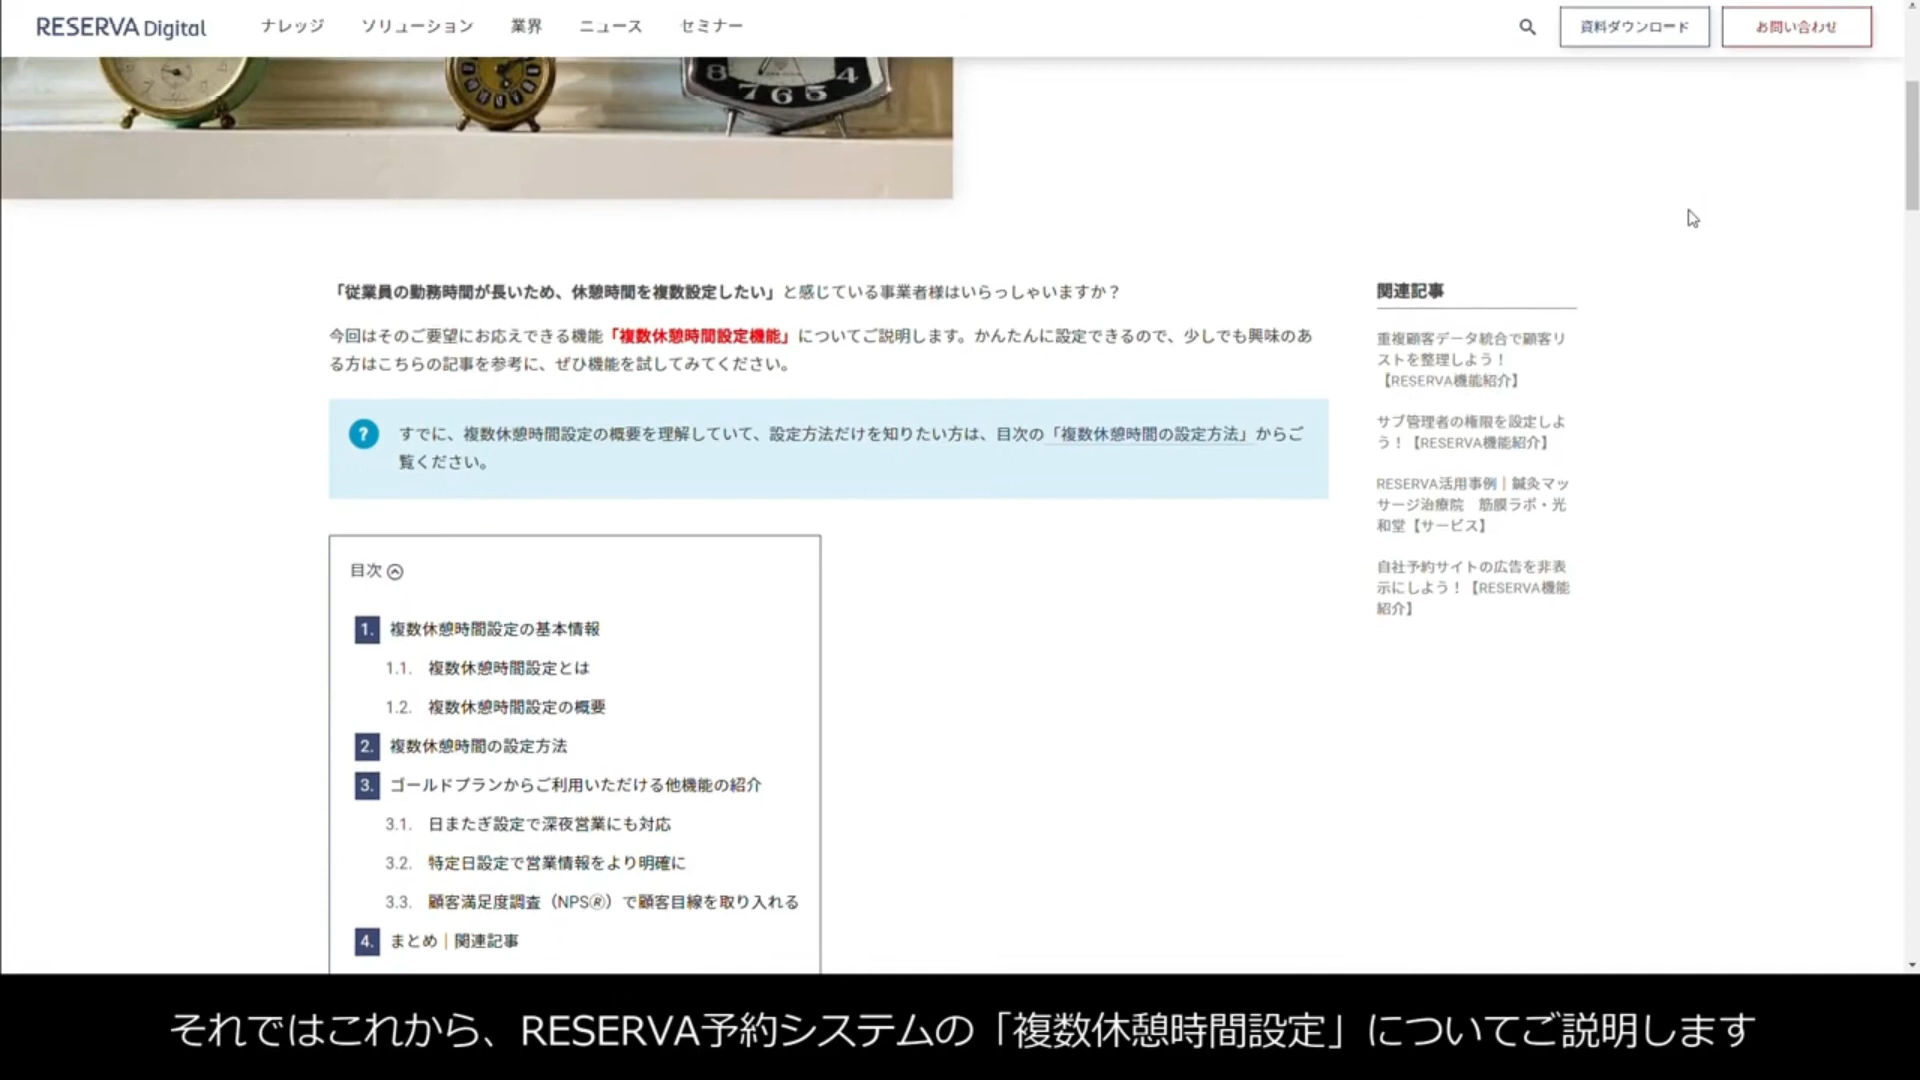 RESERVA Digital
ナレッジ
ソリューション
業界
ニュース
セミナー
資料ダウンロード
お問い合わせ
「従業員の勤務時間が長いため、休憩時間を複数設定したい」と感じている事業者様はいらっしゃいますか？
今回はそのご要望にお応えできる機能「複数休憩時間設定機能」についてご説明します。かんたんに設定できるので、少しでも興味のあ
る方はこちらの記事を参考に、ぜひ機能を試してみてください。
? すでに、複数休憩時間設定の概要を理解していて、設定方法だけを知りたい方は、目次の「複数休憩時間の設定方法」からご
覧ください。
目次
1. 複数休憩時間設定の基本情報
1.1. 複数休憩時間設定とは
1.2. 複数休憩時間設定の概要
2. 複数休憩時間の設定方法
3. ゴールドプランからご利用いただける他機能の紹介
3.1. 日またぎ設定で深夜営業にも対応
3.2. 特定日設定で営業情報をより明確に
3.3. 顧客満足度調査（NPS®）で顧客目線を取り入れる
4. まとめ｜関連記事
関連記事
重複顧客データ統合で顧客リ
ストを整理しよう！
【RESERVA機能紹介】
サブ管理者の権限を設定しよ
う！【RESERVA機能紹介】
RESERVA活用事例｜鍼灸マッ
サージ治療院　筋膜ラボ・光
和堂【サービス】
自社予約サイトの広告を非表
示にしよう！【RESERVA機能
紹介】
それではこれから、RESERVA予約システムの「複数休憩時間設定」についてご説明します